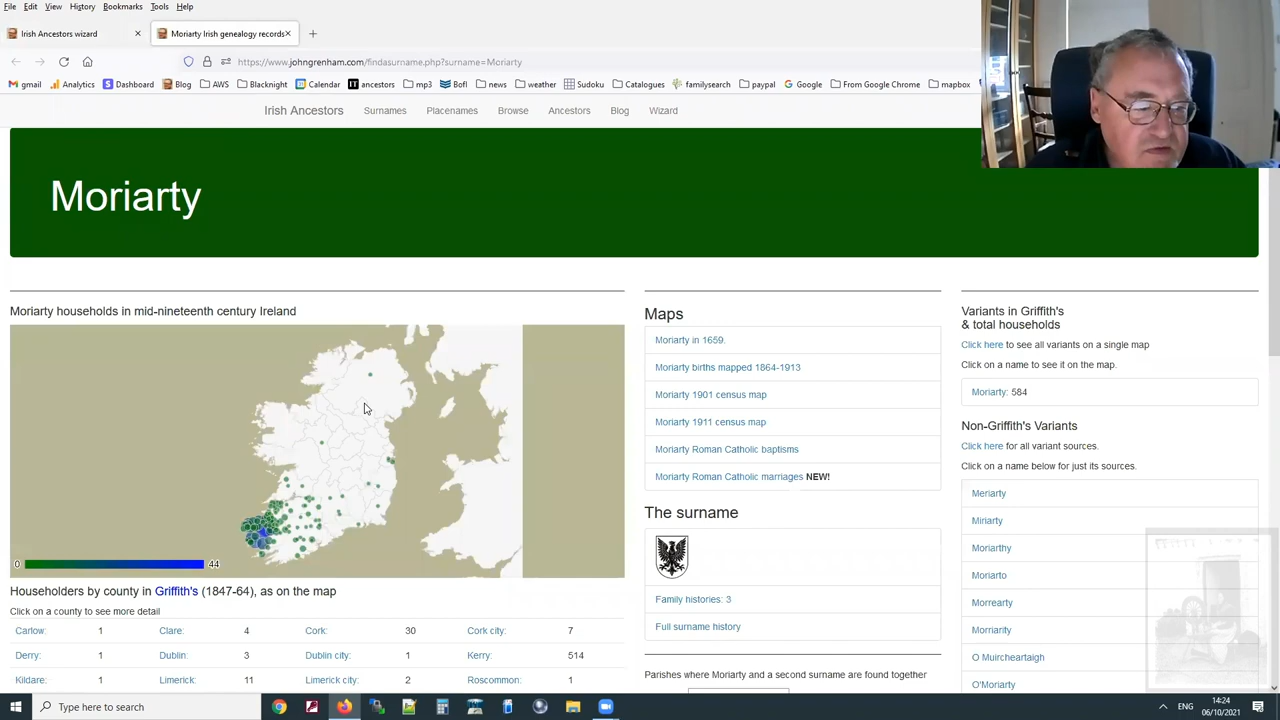 File Edit View History Bookmarks Tools Help
Irish Ancestors wizard × Moriarty Irish genealogy records × +
https://www.johngrenham.com/findasurname.php?surname=Moriarty
gmail Analytics Dashboard Blog AWS Blacknight Calendar ancestors mp3 BofI news weather Sudoku Catalogues familysearch paypal Google From Google Chrome mapbox
Irish Ancestors Surnames Placenames Browse Ancestors Blog Wizard
Moriarty
Moriarty households in mid-nineteenth century Ireland
0 44
Householders by county in Griffith's (1847-64), as on the map
Click on a county to see more detail
Carlow: 1 Clare: 4 Cork: 30 Cork city: 7
Derry: 1 Dublin: 3 Dublin city: 1 Kerry: 514
Kildare: 1 Limerick: 11 Limerick city: 2 Roscommon: 1
Maps
Moriarty in 1659.
Moriarty births mapped 1864-1913
Moriarty 1901 census map
Moriarty 1911 census map
Moriarty Roman Catholic baptisms
Moriarty Roman Catholic marriages NEW!
The surname
Family histories: 3
Full surname history
Parishes where Moriarty and a second surname are found together
Variants in Griffith's
& total households
Click here to see all variants on a single map
Click on a name to see it on the map.
Moriarty: 584
Non-Griffith's Variants
Click here for all variant sources.
Click on a name below for just its sources.
Meriarty
Miriarty
Moriarthy
Moriarto
Morrearty
Morriarity
O Muircheartaigh
O'Moriarty
Type here to search
ENG
14:24
06/10/2021